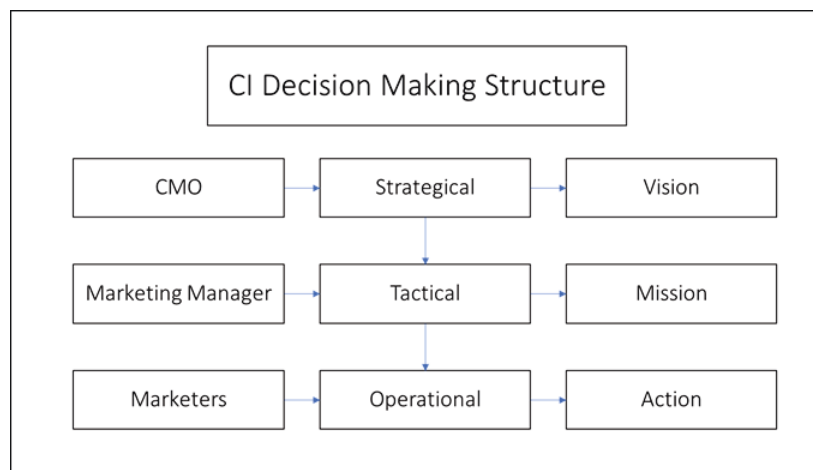 CI Decision Making Structure
CMO
Strategical
Vision
Marketing Manager
Tactical
Mission
Marketers
Operational
Action